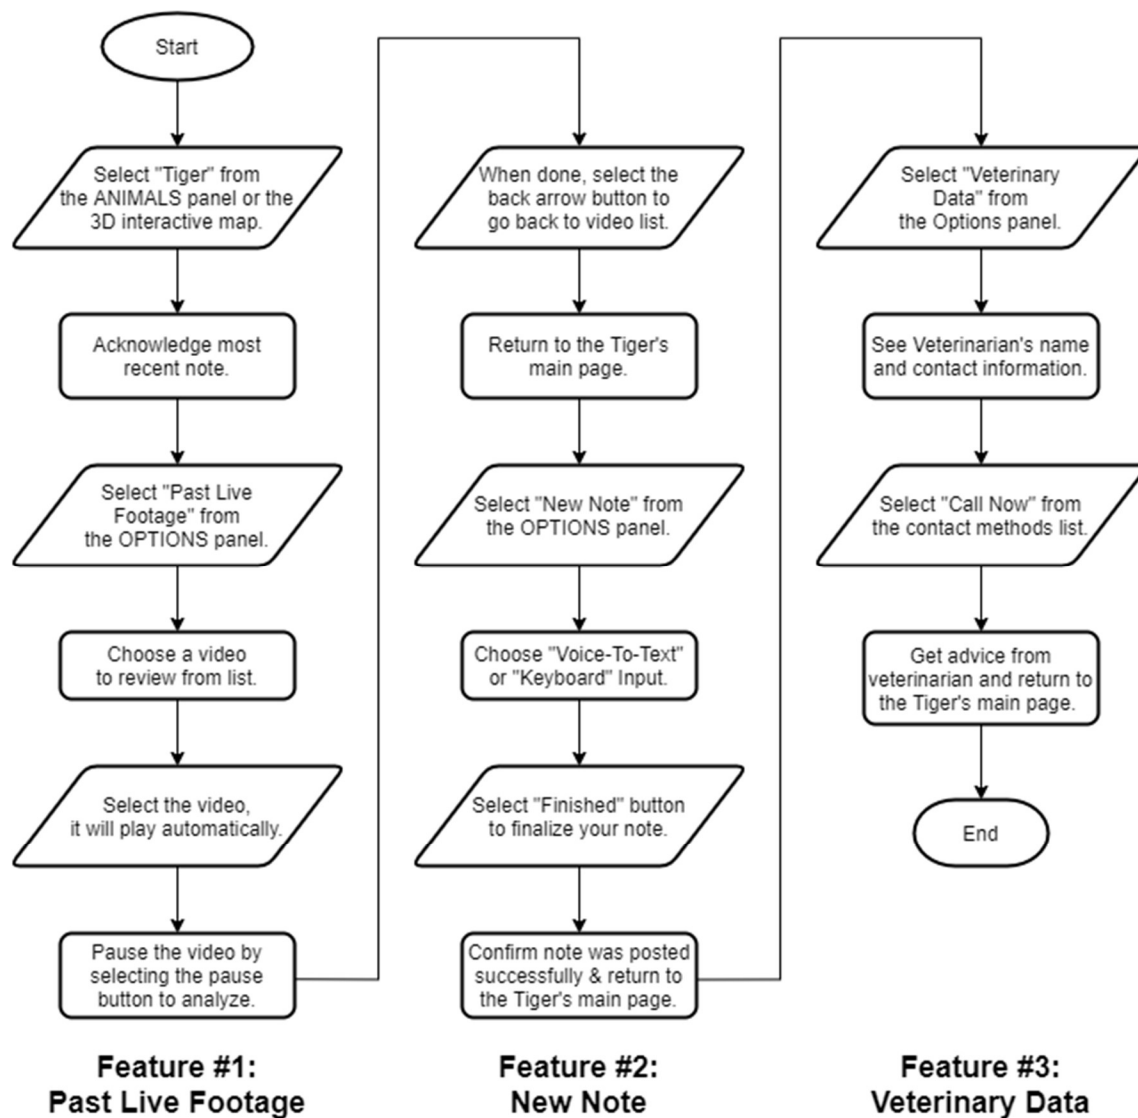 Start
Select "Tiger" from
the ANIMALS panel or the
3D interactive map.
Acknowledge most
recent note.
Select "Past Live
Footage" from
the OPTIONS panel.
Choose a video
to review from list.
Select the video,
it will play automatically.
Pause the video by
selecting the pause
button to analyze.
Feature #1:
Past Live Footage
When done, select the
back arrow button to
go back to video list.
Return to the Tiger's
main page.
Select "New Note" from
the OPTIONS panel.
Choose "Voice-To-Text"
or "Keyboard" Input.
Select "Finished" button
to finalize your note.
Confirm note was posted
successfully & return to
the Tiger's main page.
Feature #2:
New Note
Select "Veterinary
Data" from
the Options panel.
See Veterinarian's name
and contact information.
Select "Call Now" from
the contact methods list.
Get advice from
veterinarian and return to
the Tiger's main page.
End
Feature #3:
Veterinary Data